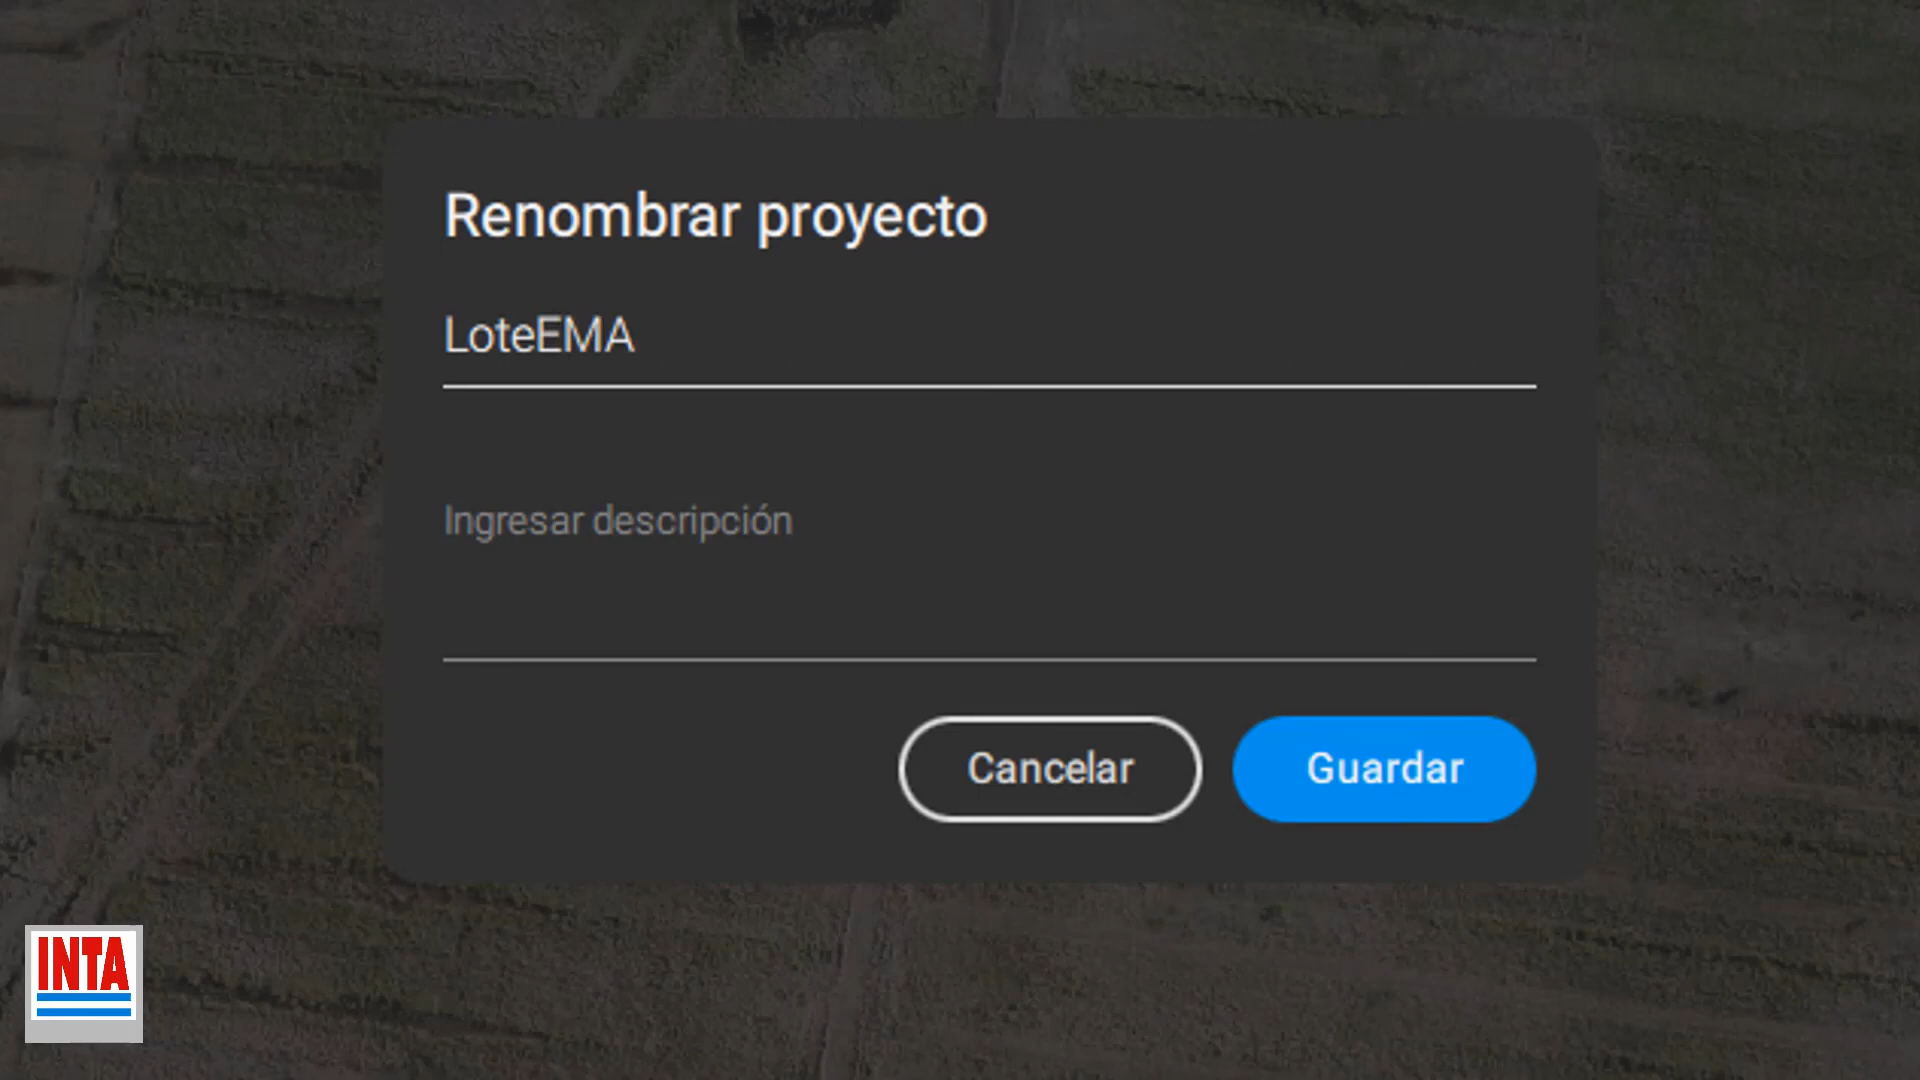 Renombrar proyecto
LoteEMA
Ingresar descripción
Cancelar
Guardar
INTA